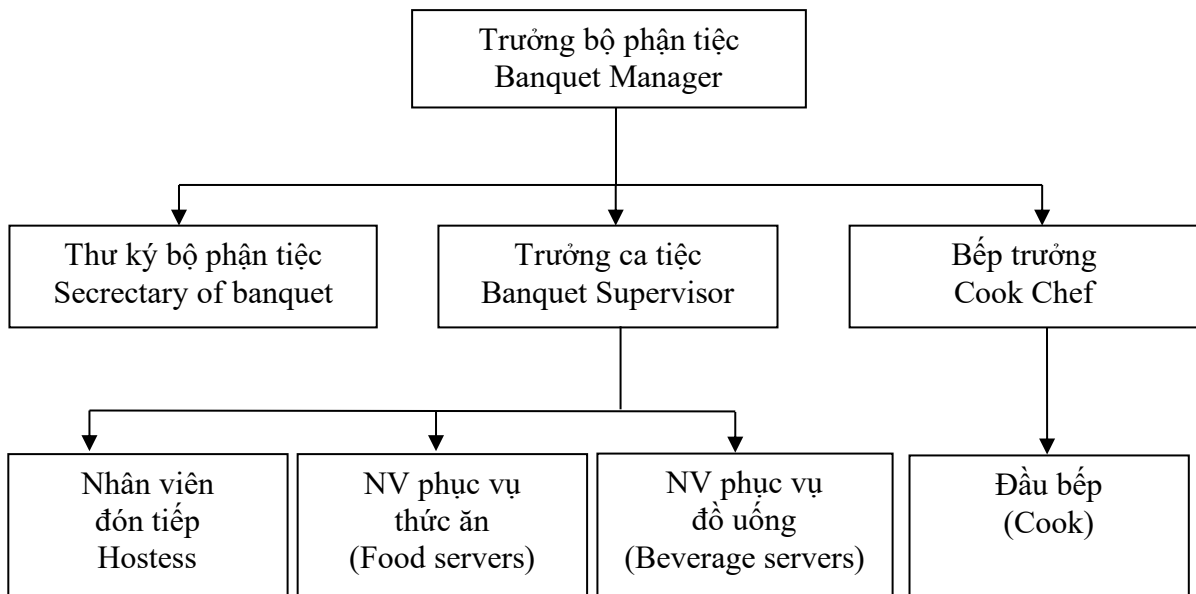 Trưởng bộ phận tiệc
Banquet Manager
Thư ký bộ phận tiệc
Secrectary of banquet
Trưởng ca tiệc
Banquet Supervisor
Bếp trưởng
Cook Chef
Nhân viên
đón tiếp
Hostess
NV phục vụ
thức ăn
(Food servers)
NV phục vụ
đồ uống
(Beverage servers)
Đầu bếp
(Cook)